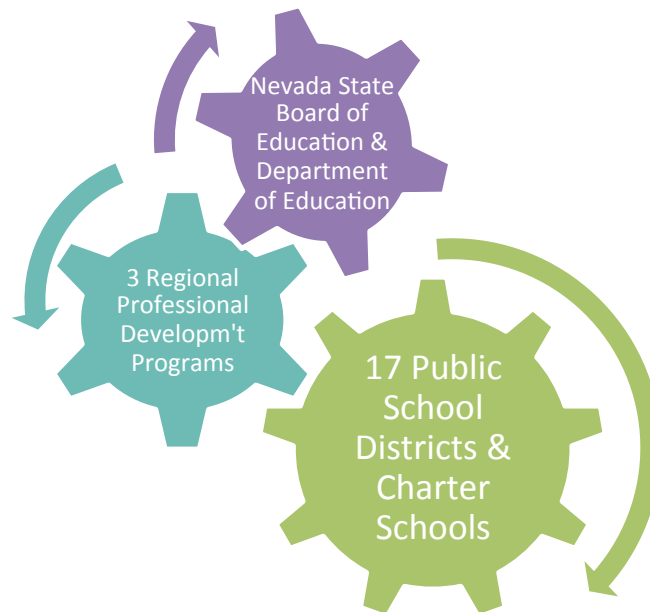 Nevada State
Board of
Education &
Department
of Education
3 Regional
Professional
Developm't
Programs
17 Public
School
Districts &
Charter
Schools